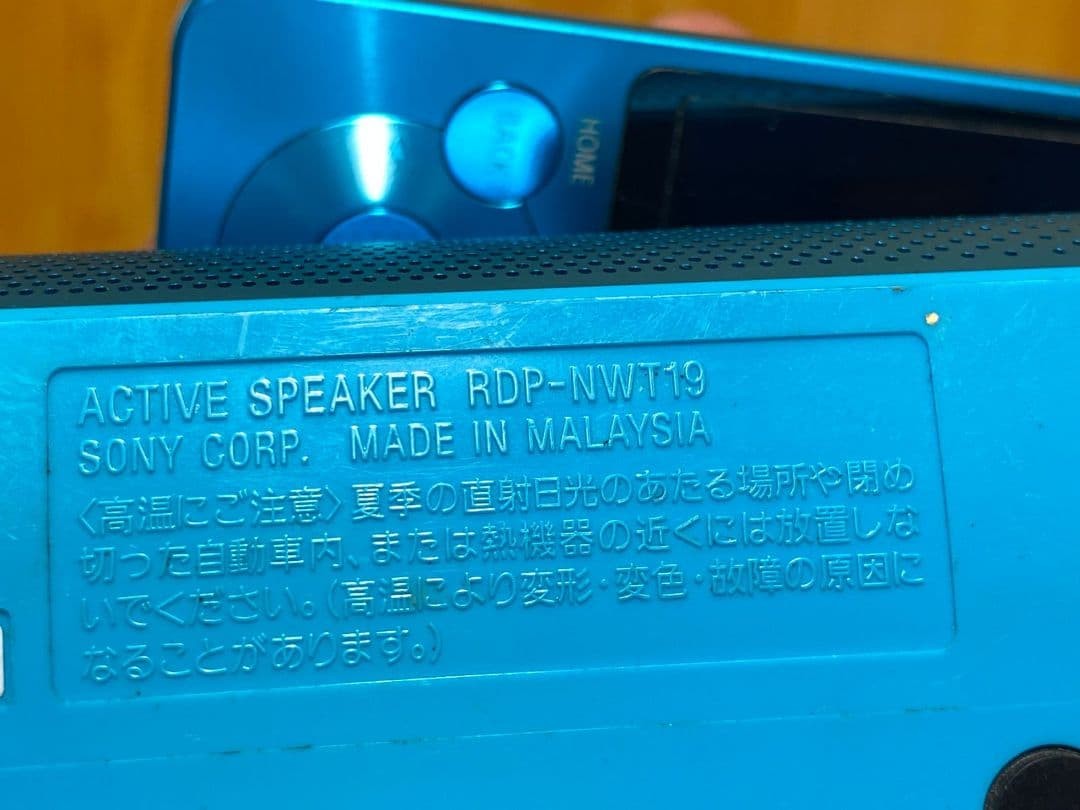 BACK
HOME
ACTIVE SPEAKER RDP-NWT19
SONY CORP. MADE IN MALAYSIA
〈高温にご注意〉夏季の直射日光のあたる場所や閉め
切った自動車内、または熱機器の近くには放置しな
いでください。(高温により変形・変色・故障の原因に
なることがあります。)